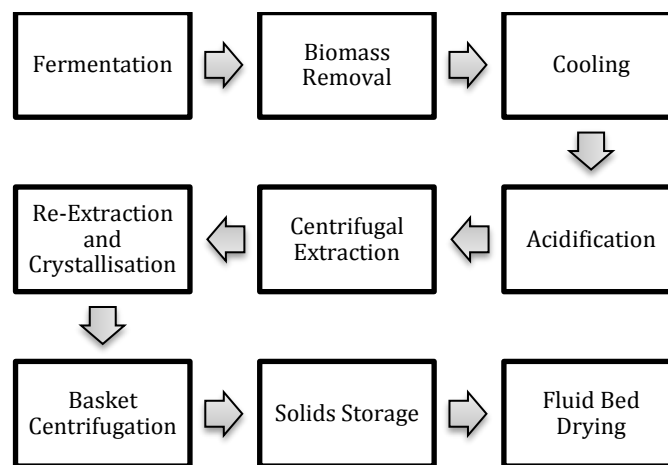 Fermentation
Biomass
Removal
Cooling
Acidification
Centrifugal
Extraction
Re-Extraction
and
Crystallisation
Basket
Centrifugation
Solids Storage
Fluid Bed
Drying